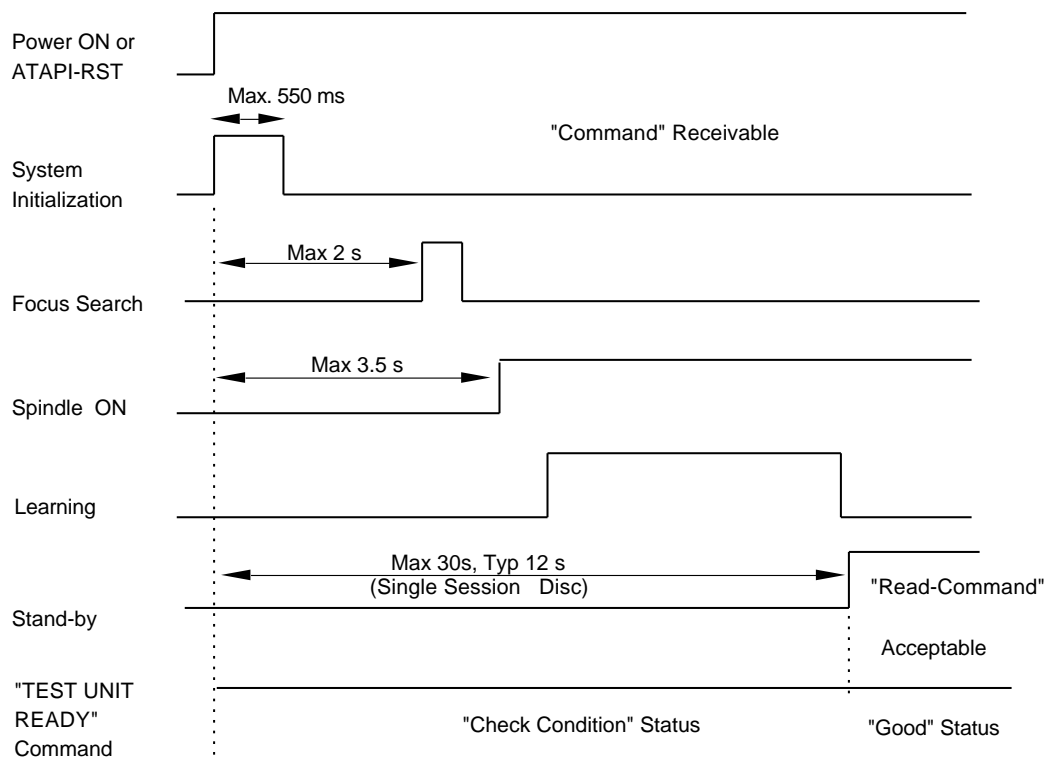 Power ON or
ATAPI-RST
Max. 550 ms
"Command" Receivable
System
Initialization
Max 2 s
Focus Search
Max 3.5 s
Spindle ON
Learning
Max 30s, Typ 12 s
(Single Session Disc)
"Read-Command"
Stand-by
Acceptable
"TEST UNIT
READY"
Command
"Check Condition" Status
"Good" Status